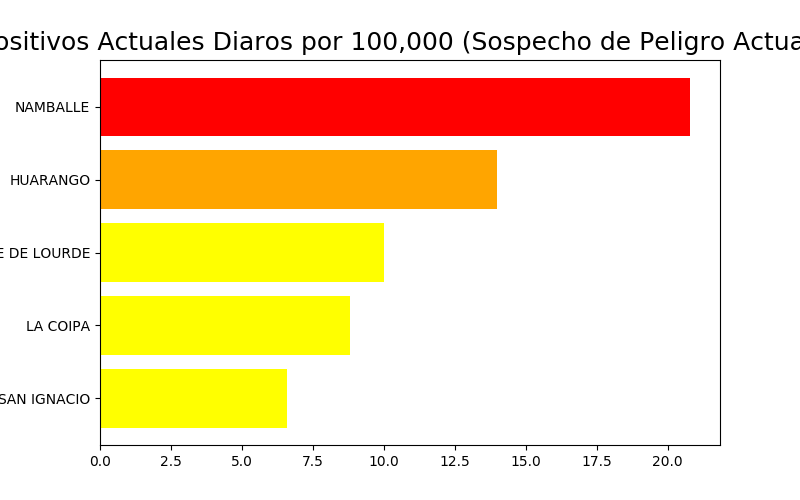 ositivos Actuales Diaros por 100,000 (Sospecho de Peligro Actua
NAMBALLE
HUARANGO
E DE LOURDE
LA COIPA
SAN IGNACIO
0.0 2.5 5.0 7.5 10.0 12.5 15.0 17.5 20.0